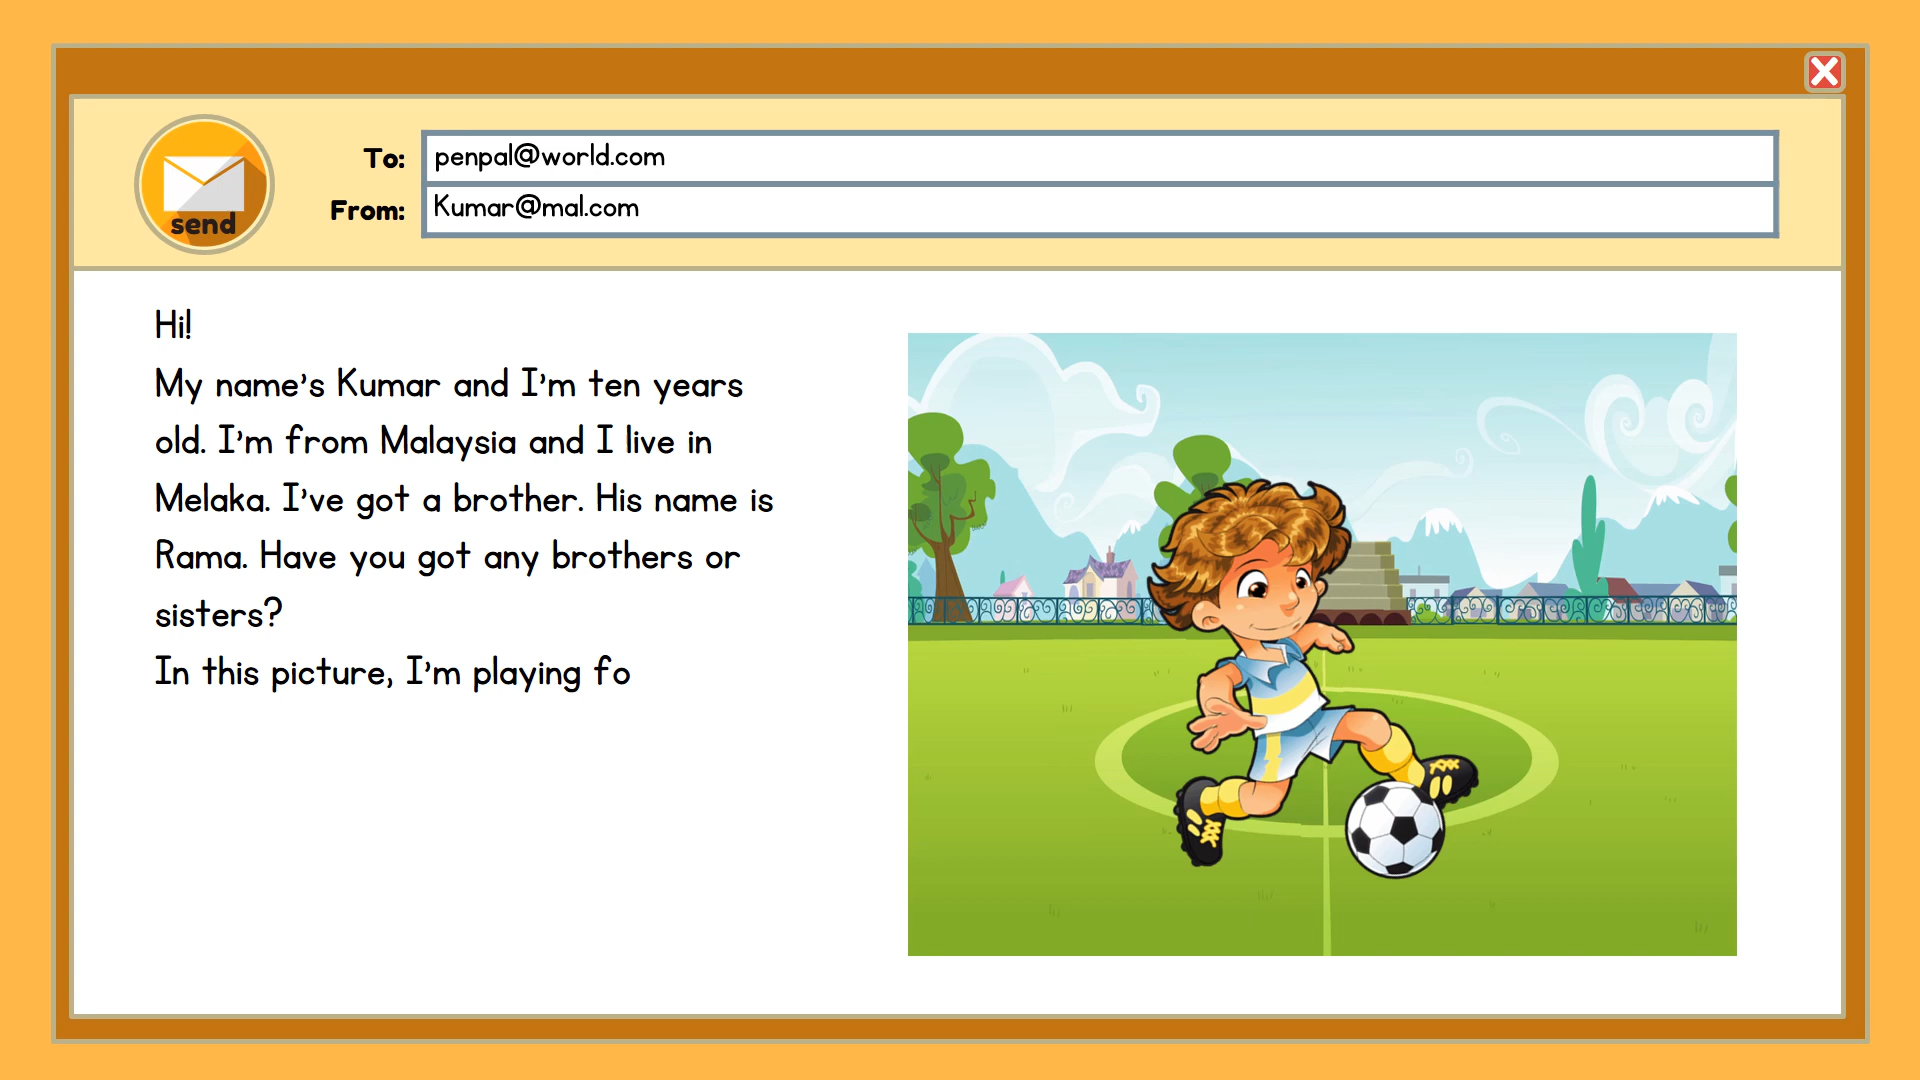 To: penpal@world.com
send
From: Kumar@mal.com
Hi!
My name's Kumar and I'm ten years
old. I'm from Malaysia and I live in
Melaka. I've got a brother. His name is
Rama. Have you got any brothers or
sisters?
In this picture, I'm playing fo